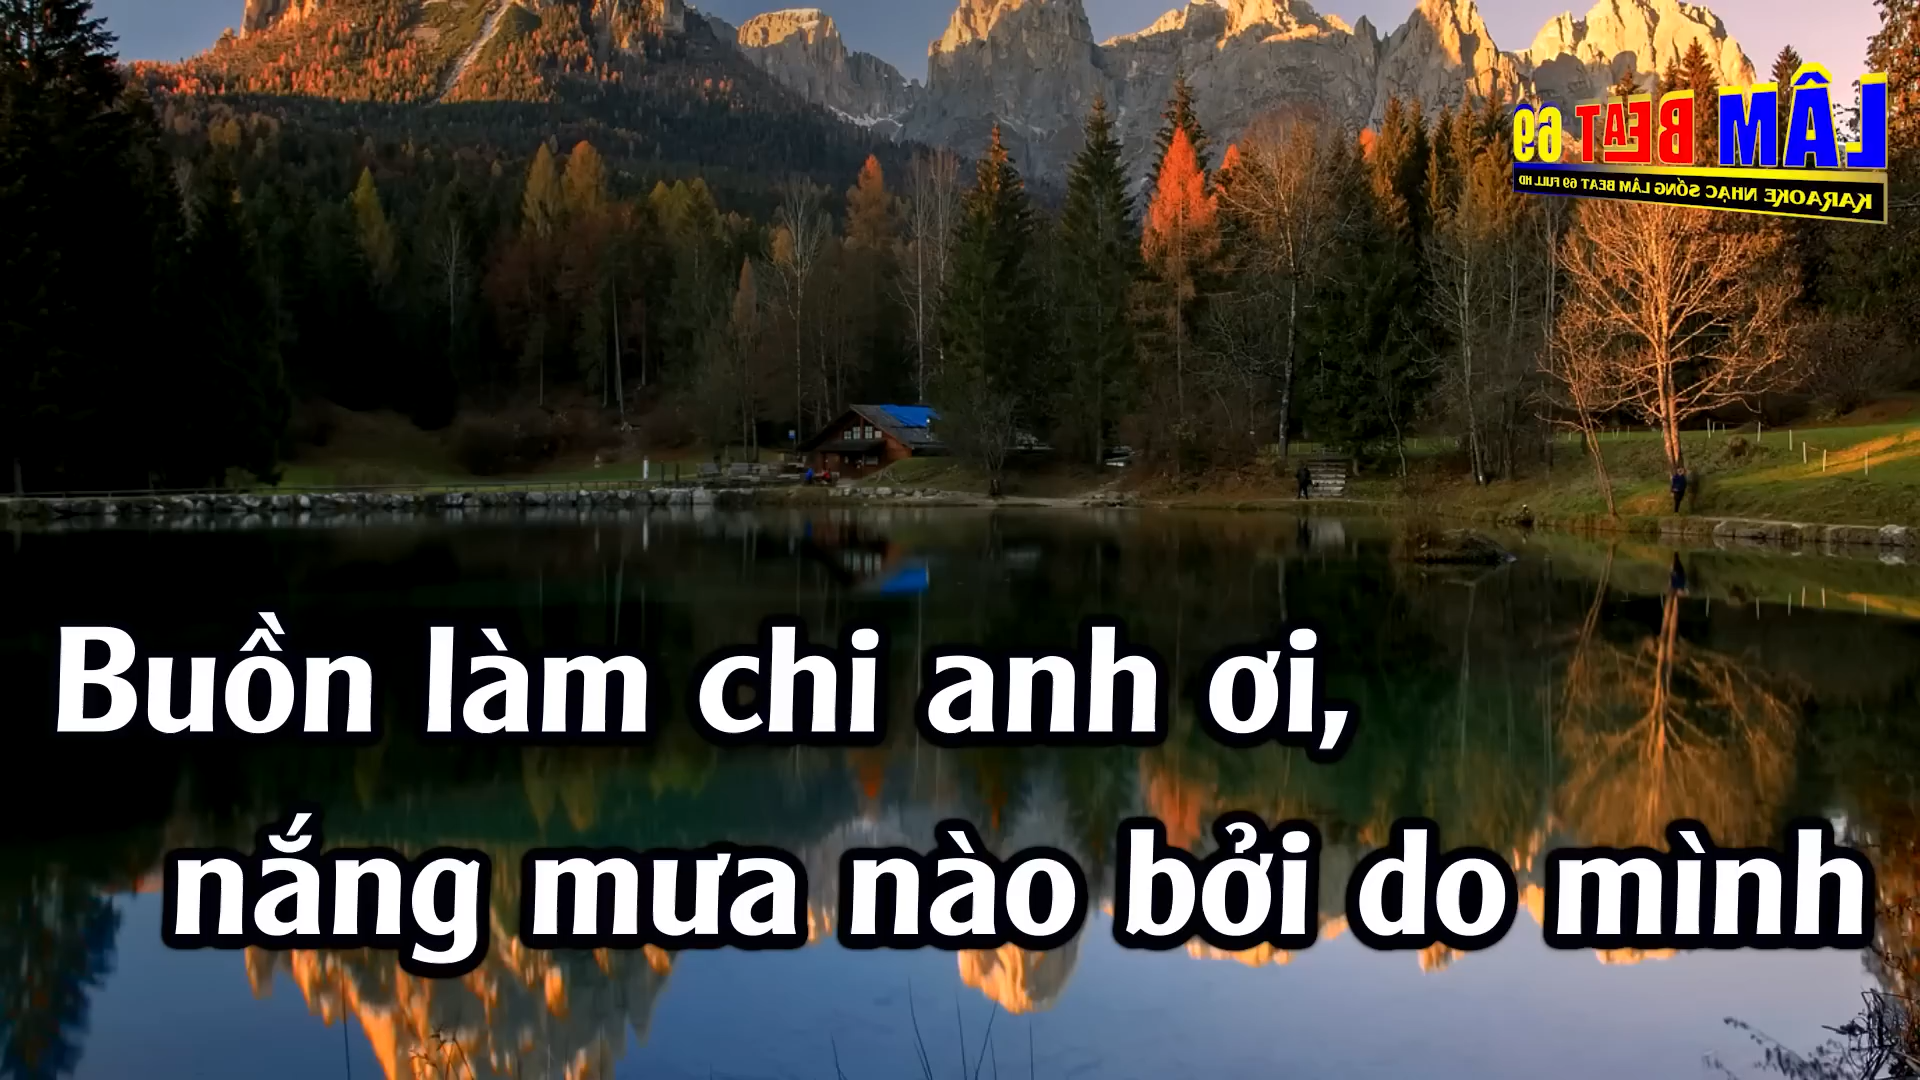 LÂM BEAT 69
KARAOKE NHẠC SỐNG LÂM BEAT 69 FULL HD
Buồn làm chi anh ơi,
nắng mưa nào bởi do mình